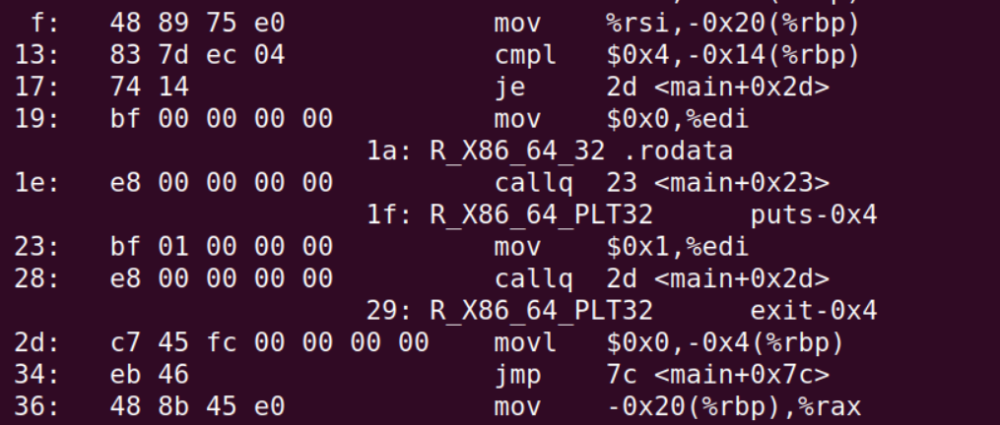 f: 48 89 75 e0 mov %rsi,-0x20(%rbp)
13: 83 7d ec 04 cmpl $0x4,-0x14(%rbp)
17: 74 14 je 2d <main+0x2d>
19: bf 00 00 00 00 mov $0x0,%edi
1a: R_X86_64_32 .rodata
1e: e8 00 00 00 00 callq 23 <main+0x23>
1f: R_X86_64_PLT32 puts-0x4
23: bf 01 00 00 00 mov $0x1,%edi
28: e8 00 00 00 00 callq 2d <main+0x2d>
29: R_X86_64_PLT32 exit-0x4
2d: c7 45 fc 00 00 00 00 movl $0x0,-0x4(%rbp)
34: eb 46 jmp 7c <main+0x7c>
36: 48 8b 45 e0 mov -0x20(%rbp),%rax